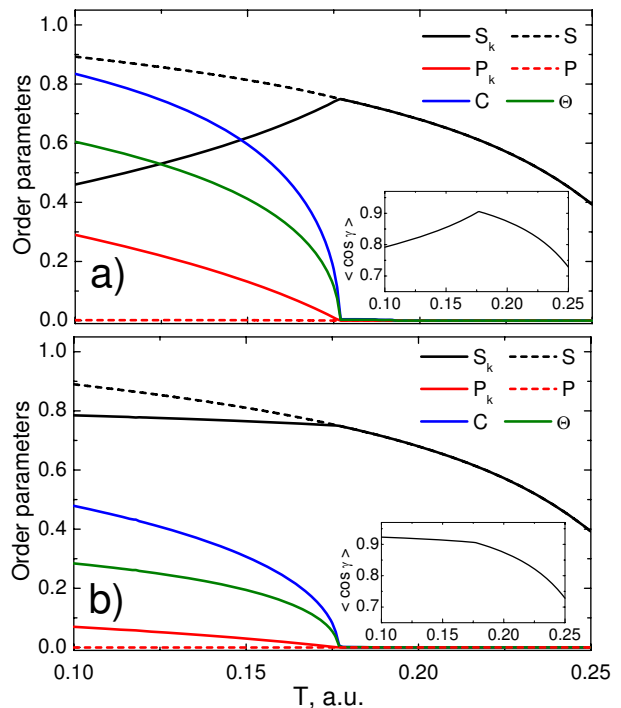 1.0
0.8
0.6
0.4
0.2
0.0
Order parameters
S_k S
P_k P
C Θ
a)
0.9
0.8
0.7
< cos γ >
0.10 0.15 0.20 0.25
1.0
0.8
0.6
0.4
0.2
0.0
Order parameters
S_k S
P_k P
C Θ
b)
0.9
0.8
0.7
< cos γ >
0.10 0.15 0.20 0.25
0.10 0.15 0.20 0.25
T, a.u.